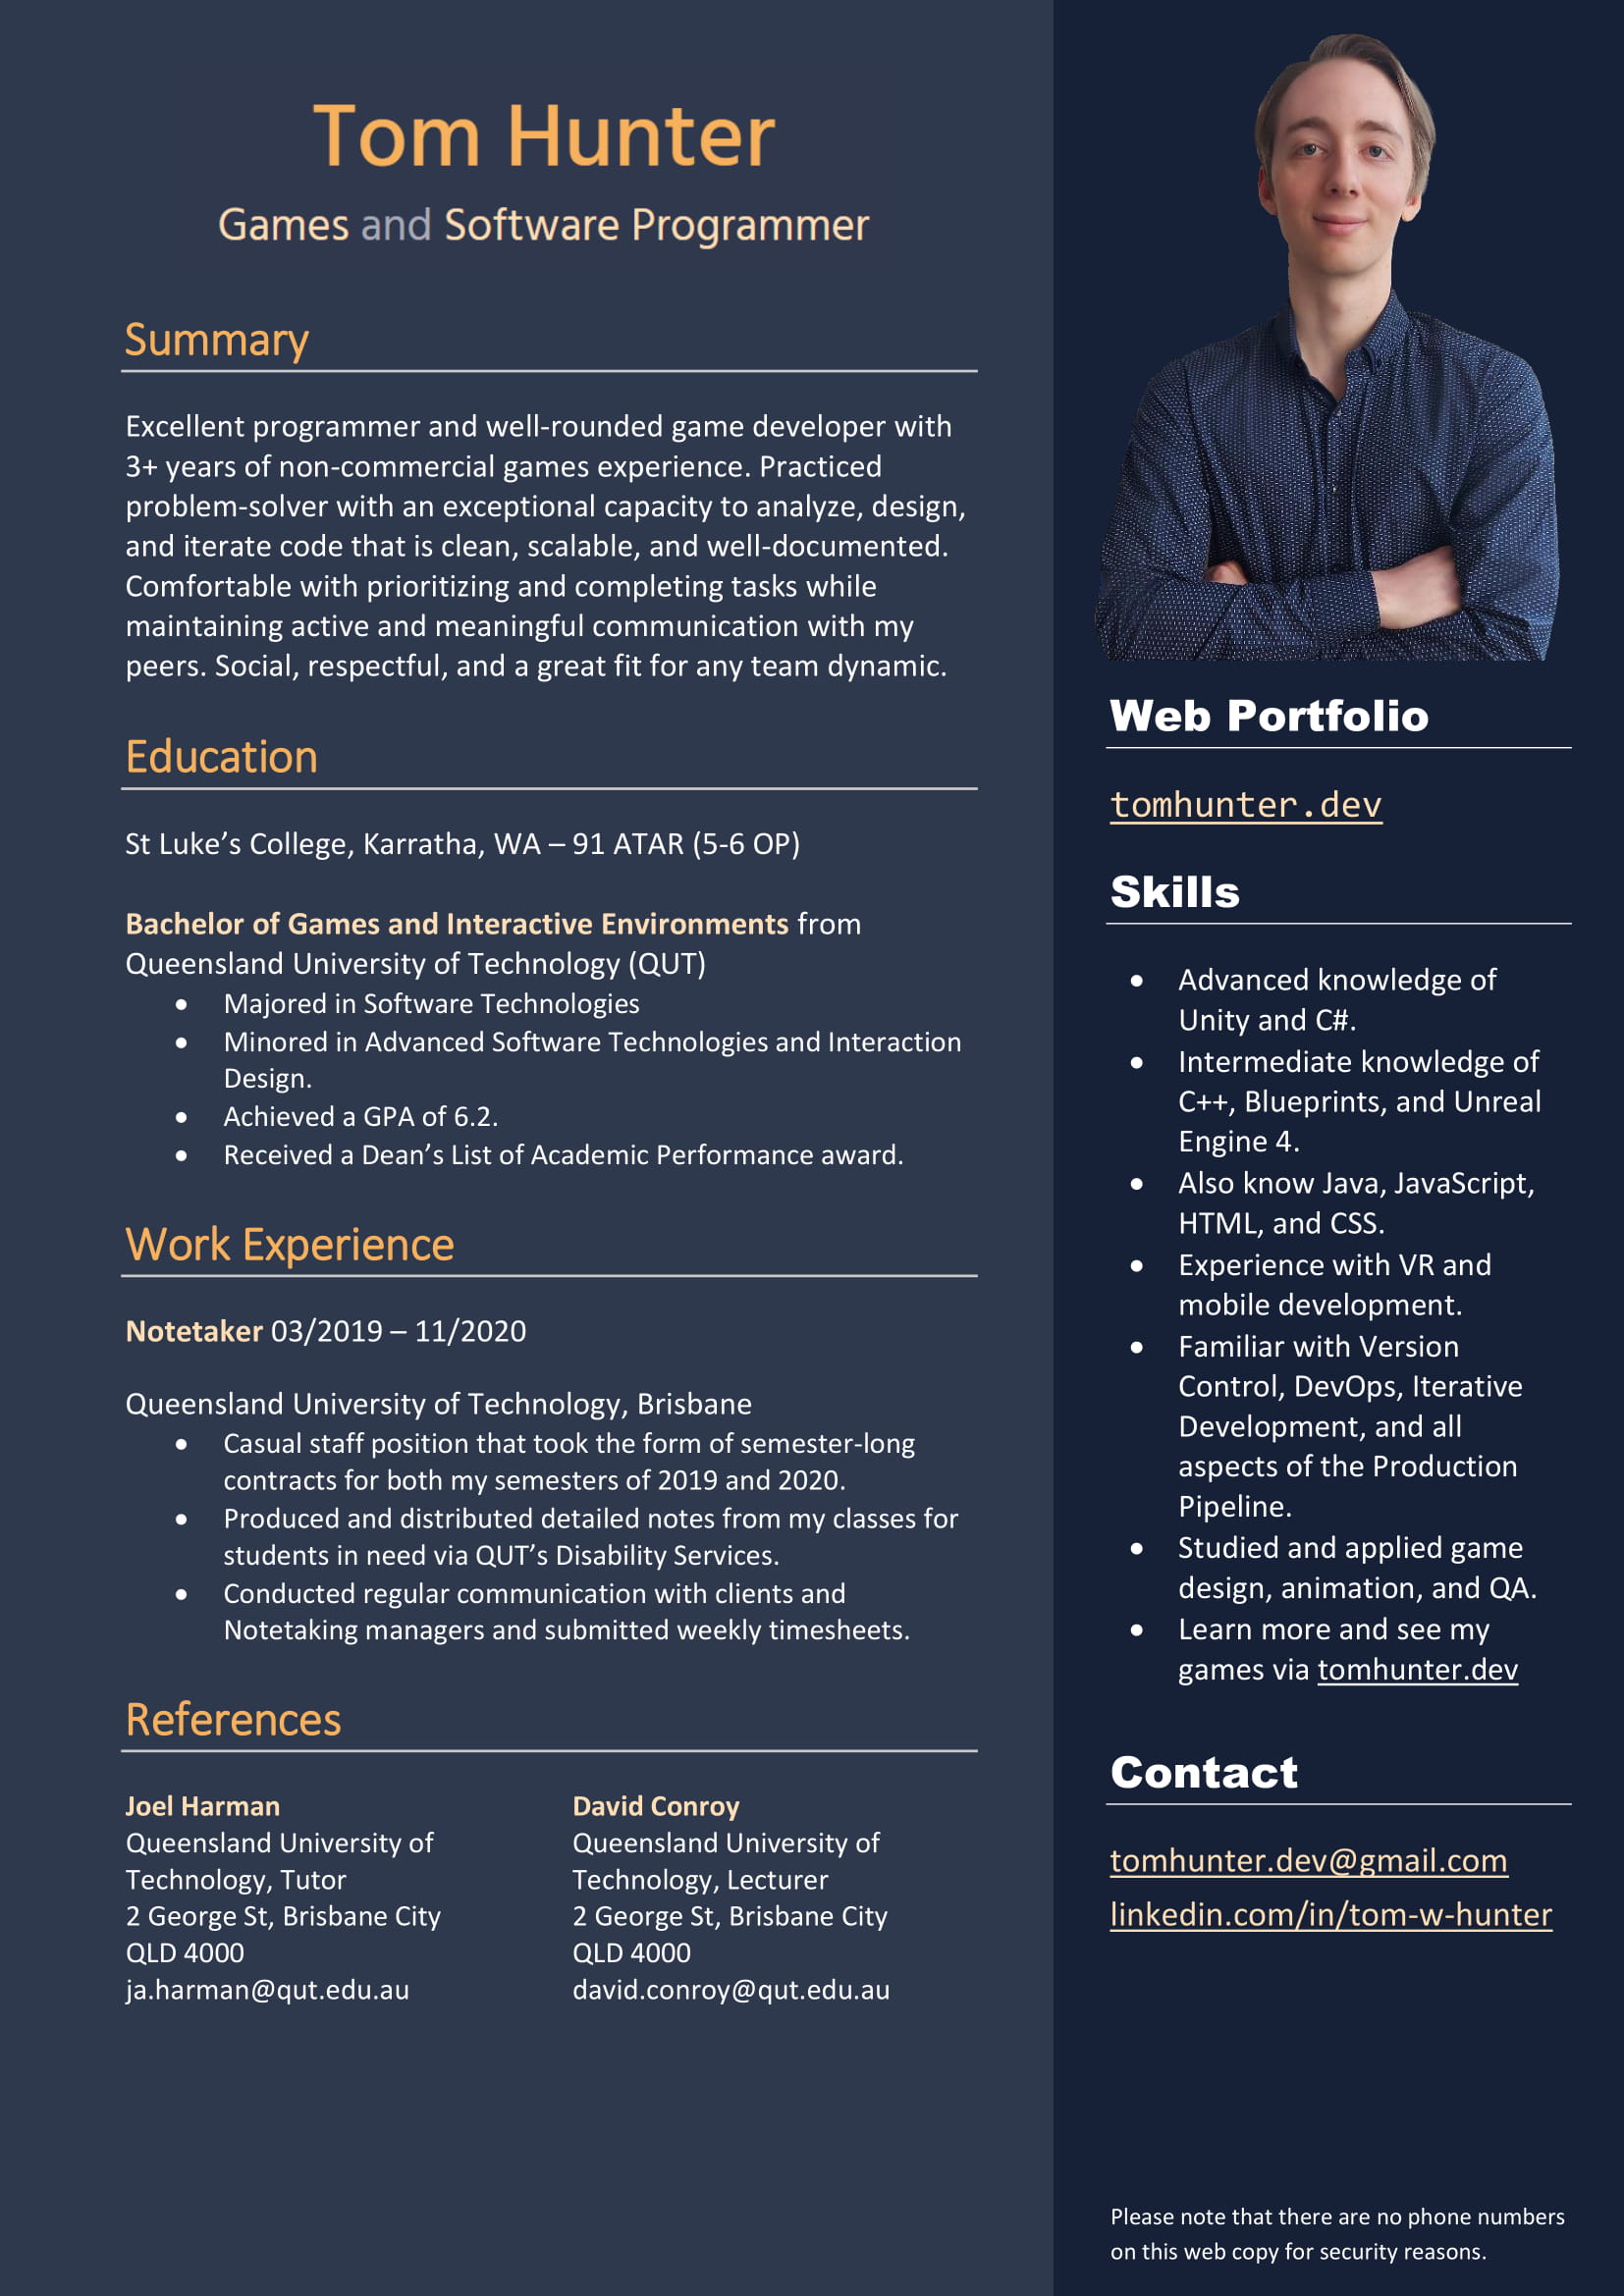 Tom Hunter
Games and Software Programmer
Summary
Excellent programmer and well-rounded game developer with
3+ years of non-commercial games experience. Practiced
problem-solver with an exceptional capacity to analyze, design,
and iterate code that is clean, scalable, and well-documented.
Comfortable with prioritizing and completing tasks while
maintaining active and meaningful communication with my
peers. Social, respectful, and a great fit for any team dynamic.
Education
St Luke’s College, Karratha, WA – 91 ATAR (5-6 OP)
Bachelor of Games and Interactive Environments from
Queensland University of Technology (QUT)
• Majored in Software Technologies
• Minored in Advanced Software Technologies and Interaction
Design.
• Achieved a GPA of 6.2.
• Received a Dean’s List of Academic Performance award.
Work Experience
Notetaker 03/2019 – 11/2020
Queensland University of Technology, Brisbane
• Casual staff position that took the form of semester-long
contracts for both my semesters of 2019 and 2020.
• Produced and distributed detailed notes from my classes for
students in need via QUT’s Disability Services.
• Conducted regular communication with clients and
Notetaking managers and submitted weekly timesheets.
References
Joel Harman
Queensland University of
Technology, Tutor
2 George St, Brisbane City
QLD 4000
ja.harman@qut.edu.au
David Conroy
Queensland University of
Technology, Lecturer
2 George St, Brisbane City
QLD 4000
david.conroy@qut.edu.au
Web Portfolio
tomhunter.dev
Skills
• Advanced knowledge of
Unity and C#.
• Intermediate knowledge of
C++, Blueprints, and Unreal
Engine 4.
• Also know Java, JavaScript,
HTML, and CSS.
• Experience with VR and
mobile development.
• Familiar with Version
Control, DevOps, Iterative
Development, and all
aspects of the Production
Pipeline.
• Studied and applied game
design, animation, and QA.
• Learn more and see my
games via tomhunter.dev
Contact
tomhunter.dev@gmail.com
linkedin.com/in/tom-w-hunter
Please note that there are no phone numbers
on this web copy for security reasons.